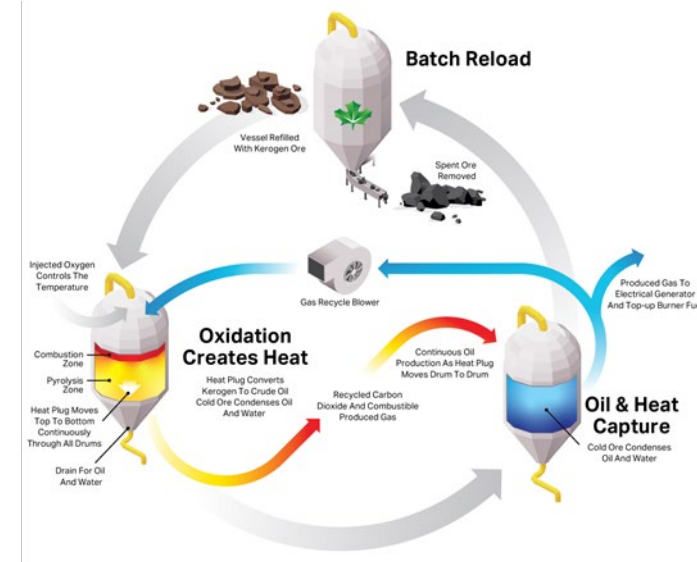 Batch Reload
Vessel Refilled
With Kerogen Ore
Spent Ore
Removed
Injected Oxygen
Controls The
Temperature
Gas Recycle Blower
Produced Gas To
Electrical Generator
And Top-up Burner Fu
Oxidation
Creates Heat
Heat Plug Converts
Kerogen To Crude Oil
Cold Ore Condenses Oil
And Water
Continuous Oil
Production As Heat Plug
Moves Drum To Drum
Recycled Carbon
Dioxide And Combustible
Produced Gas
Combustion
Zone
Pyrolysis
Zone
Heat Plug Moves
Top To Bottom
Continuously
Through All Drums
Drain For Oil
And Water
Oil & Heat
Capture
Cold Ore Condenses
Oil And Water